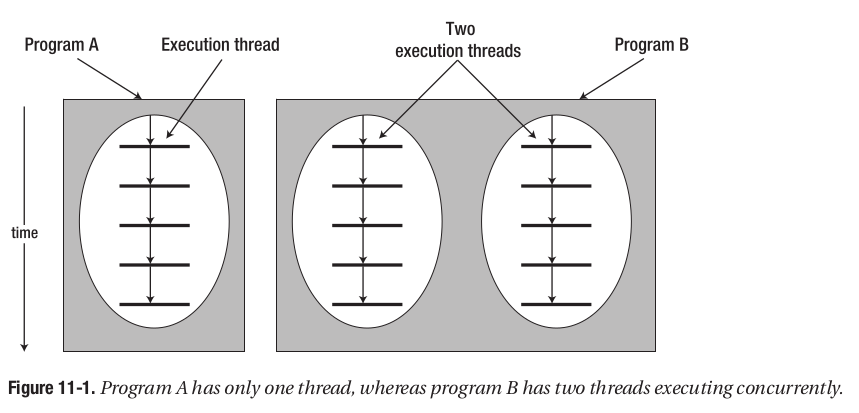 Program A
Execution thread
Two
execution threads
Program B
time
Figure 11-1. Program A has only one thread, whereas program B has two threads executing concurrently.